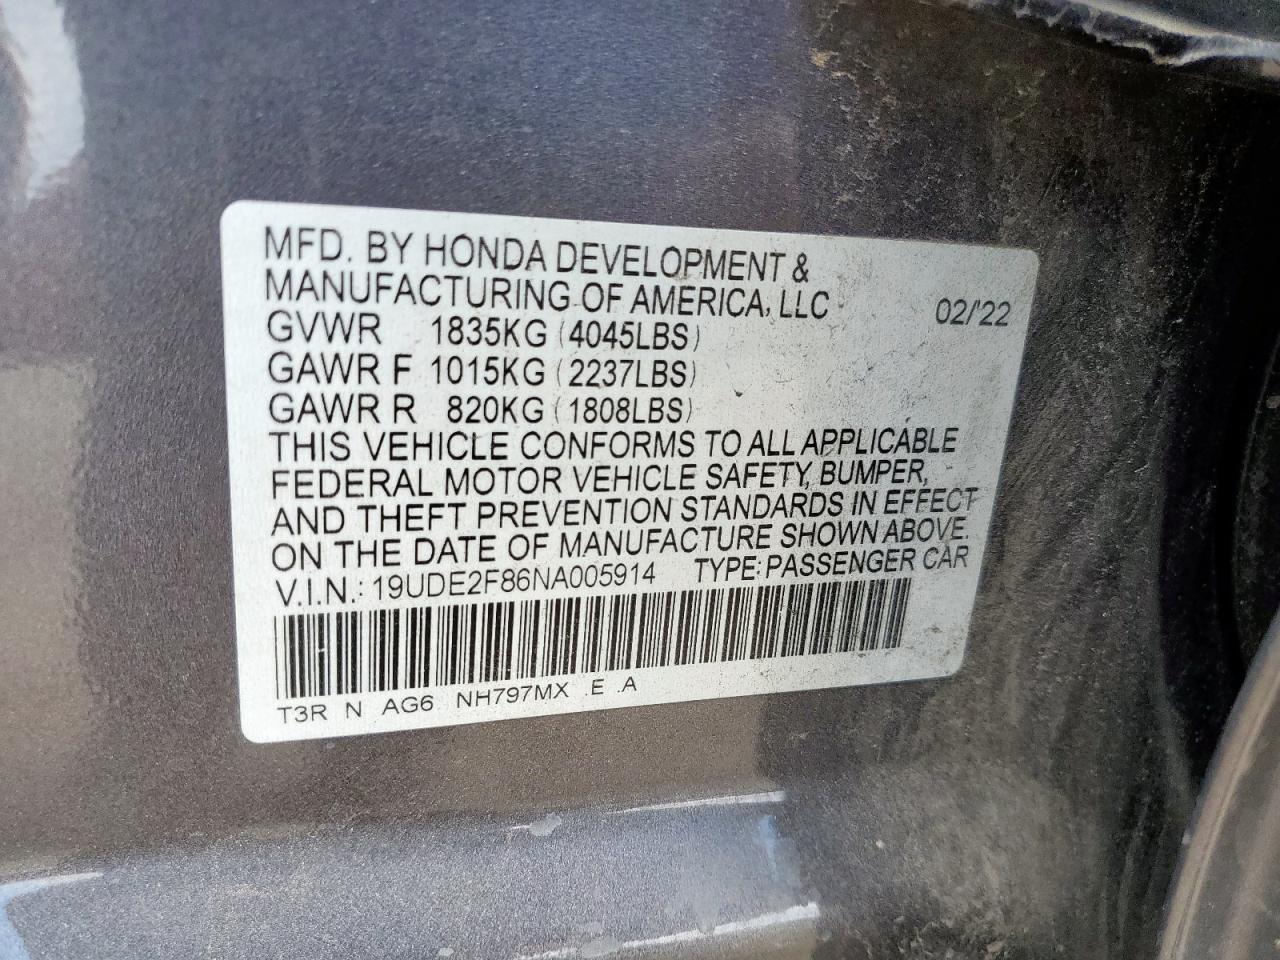 MFD. BY HONDA DEVELOPMENT &
MANUFACTURING OF AMERICA, LLC 02/'22
GVWR 1835KG (4045LBS)
GAWR F 1015KG (2237LBS)
GAWR R 820KG (1808LBS)
THIS VEHICLE CONFORMS TO ALL APPLICABLE
FEDERAL MOTOR VEHICLE SAFETY, BUMPER,
AND THEFT PREVENTION STANDARDS IN EFFECT
ON THE DATE OF MANUFACTURE SHOWN ABOVE.
V.I.N.: 19UDE2F86NA005914 TYPE: PASSENGER CAR
T3R N AG6 NH797MX .E .A